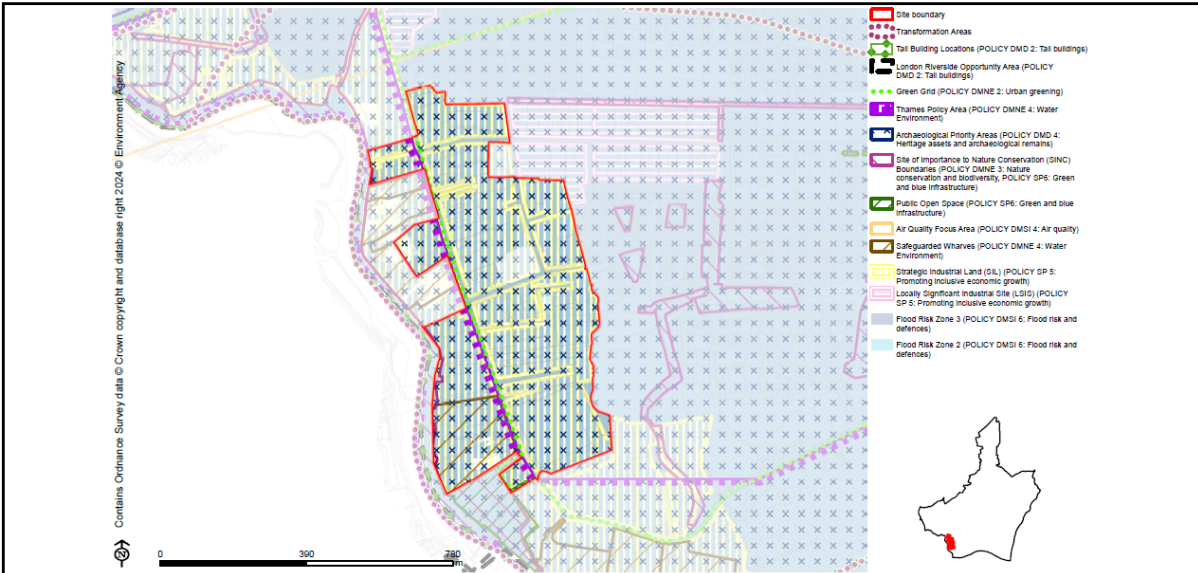 Contains Ordnance Survey data © Crown copyright and database right 2024 © Environment Agency
Site boundary
Transformation Areas
Tall Building Locations (POLICY DMD 2: Tall buildings)
London Riverside Opportunity Area (POLICY
DMD 2: Tall buildings)
Green Grid (POLICY DMNE 2: Urban greening)
Thames Policy Area (POLICY DMNE 4: Water
Environment)
Archaeological Priority Areas (POLICY DMD 4:
Heritage assets and archaeological remains)
Site of Importance to Nature Conservation (SINC)
Boundaries (POLICY DMNE 3: Nature
conservation and biodiversity, POLICY SP6: Green
and blue infrastructure)
Public Open Space (POLICY SP6: Green and blue
infrastructure)
Air Quality Focus Area (POLICY DMSI 4: Air quality)
Safeguarded Wharves (POLICY DMNE 4: Water
Environment)
Strategic Industrial Land (SIL) (POLICY SP 5:
Promoting inclusive economic growth)
Locally Significant Industrial Site (LSIS) (POLICY
SP 5: Promoting inclusive economic growth)
Flood Risk Zone 3 (POLICY DMSI 6: Flood risk and
defences)
Flood Risk Zone 2 (POLICY DMSI 6: Flood risk and
defences)
N
0 390 780
m